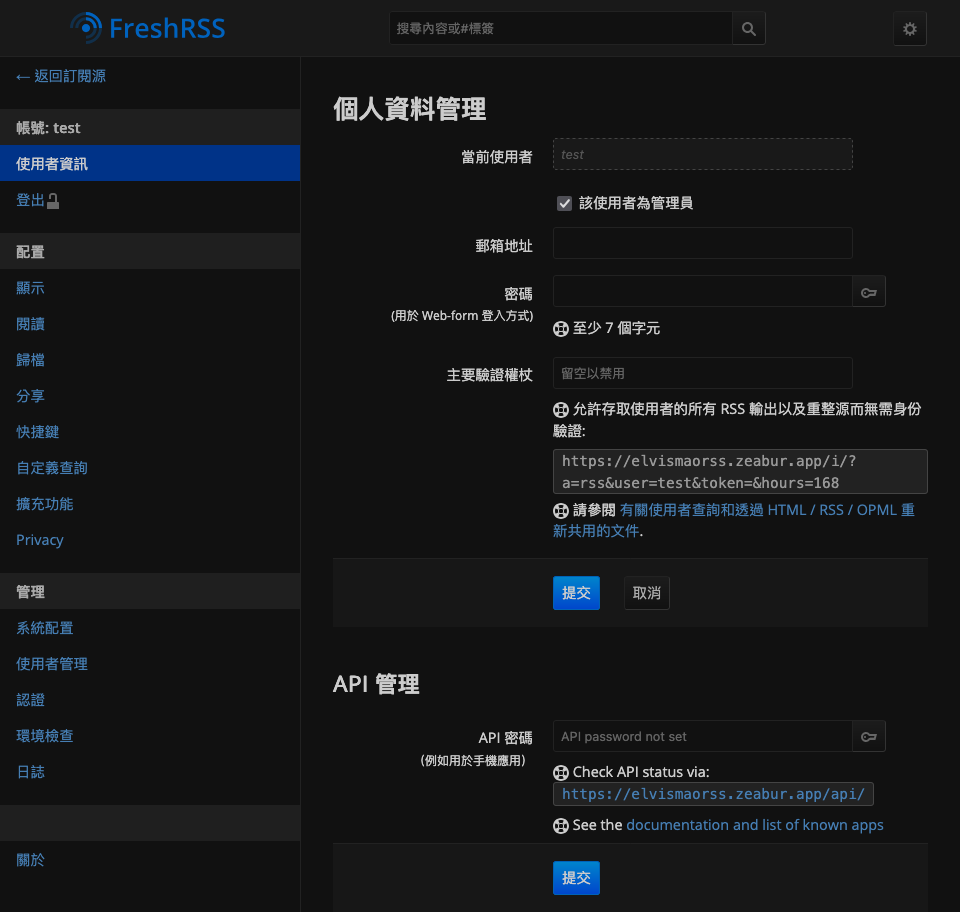 FreshRSS
搜尋內容或#標簽
← 返回訂閱源
帳號: test
使用者資訊
登出
配置
顯示
閱讀
歸檔
分享
快捷鍵
自定義查詢
擴充功能
Privacy
管理
系統配置
使用者管理
認證
環境檢查
日誌
關於
個人資料管理
當前使用者
test
該使用者為管理員
郵箱地址
密碼
(用於 Web-form 登入方式)
至少 7 個字元
主要驗證權杖
留空以禁用
允許存取使用者的所有 RSS 輸出以及重整源而無需身份
驗證:
https://elvismaorss.zeabur.app/i/?
a=rss&user=test&token=&hours=168
請參閱 有關使用者查詢和透過 HTML / RSS / OPML 重
新共用的文件.
提交
取消
API 管理
API 密碼
(例如用於手機應用)
API password not set
Check API status via:
https://elvismaorss.zeabur.app/api/
See the documentation and list of known apps
提交